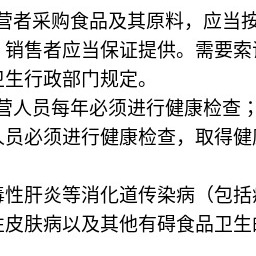 营者采购食品及其原料，应当按
销售者应当保证提供。需要索
卫生行政部门规定。
营人员每年必须进行健康检查；
人员必须进行健康检查，取得健
毒性肝炎等消化道传染病（包括
性皮肤病以及其他有碍食品卫生